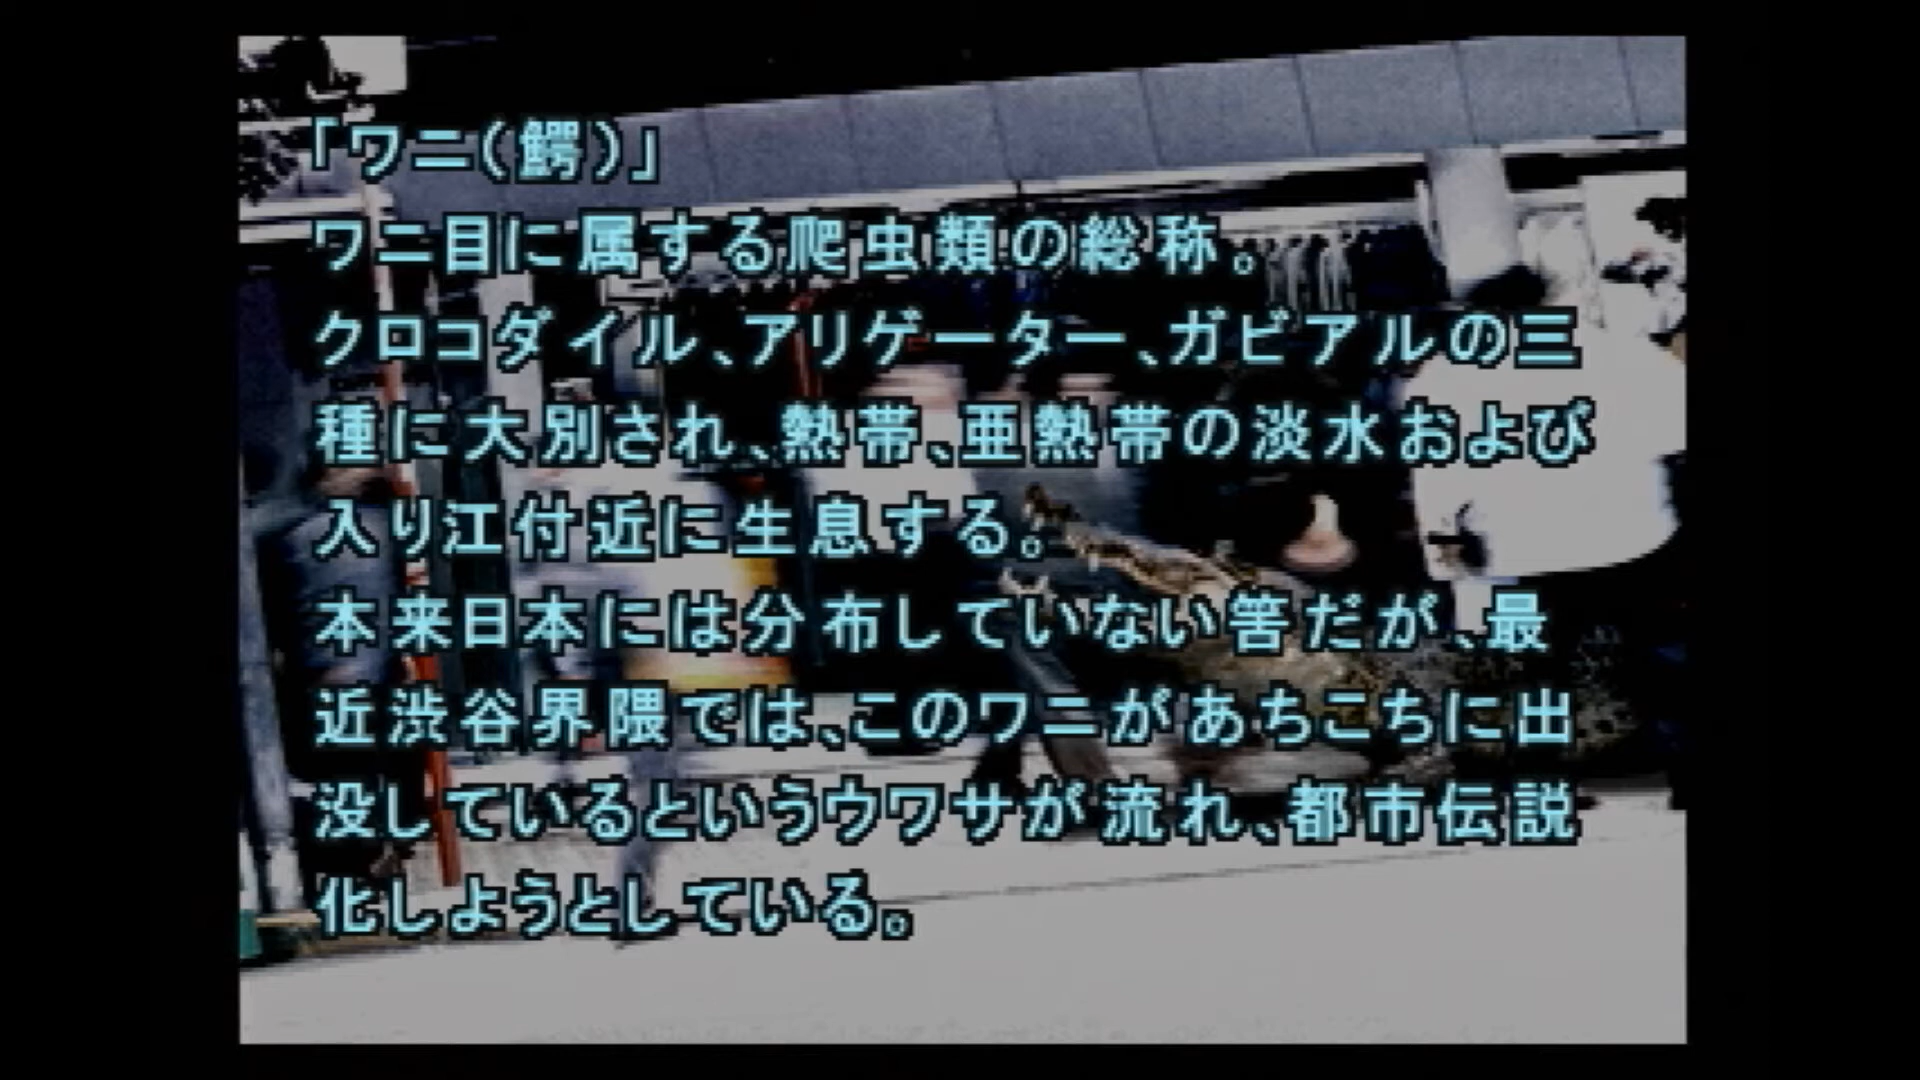 「ワニ(鰐)」
ワニ目に属する爬虫類の総称。
クロコダイル、アリゲーター、ガビアルの三
種に大別され、熱帯、亜熱帯の淡水および
入り江付近に生息する。
本来日本には分布していない筈だが、最
近渋谷界隈では、このワニがあちこちに出
没しているというウワサが流れ、都市伝説
化しようとしている。